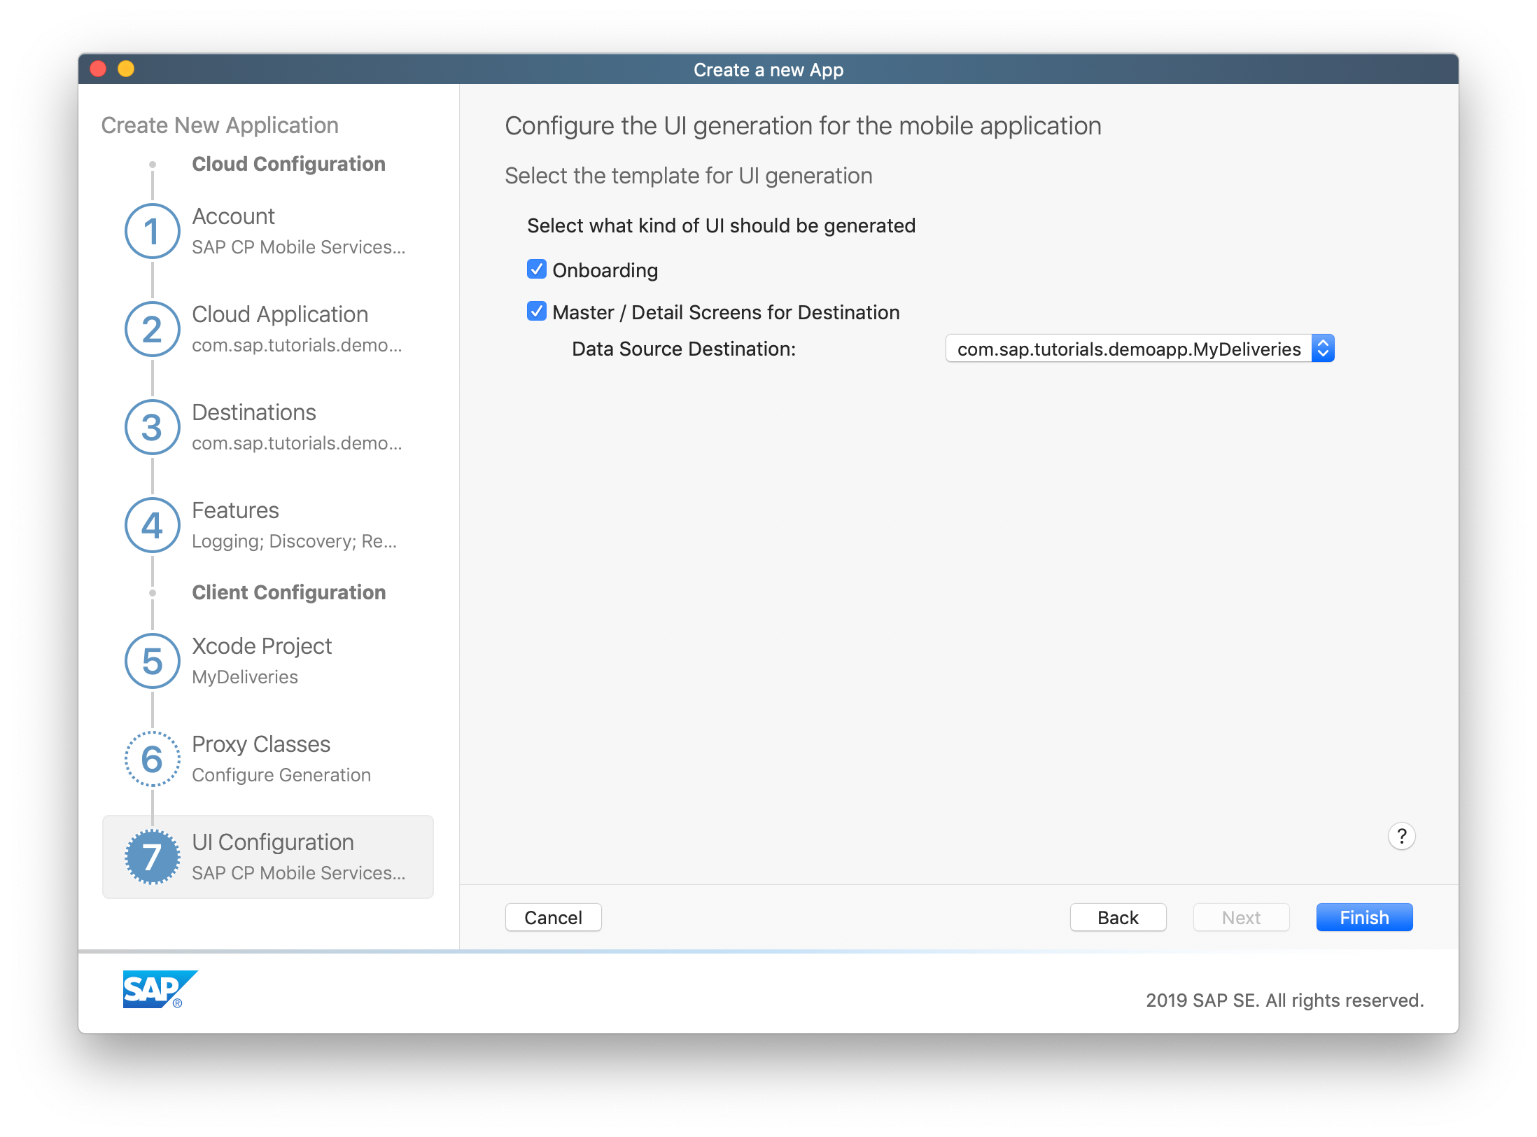 Create a new App
Create New Application
Cloud Configuration
1
Account
SAP CP Mobile Services...
2
Cloud Application
com.sap.tutorials.demo...
3
Destinations
com.sap.tutorials.demo...
4
Features
Logging; Discovery; Re...
Client Configuration
5
Xcode Project
MyDeliveries
6
Proxy Classes
Configure Generation
7
UI Configuration
SAP CP Mobile Services...
Configure the UI generation for the mobile application
Select the template for UI generation
Select what kind of UI should be generated
Onboarding
Master / Detail Screens for Destination
Data Source Destination: com.sap.tutorials.demoapp.MyDeliveries
?
Cancel Back Next Finish
SAP®
2019 SAP SE. All rights reserved.